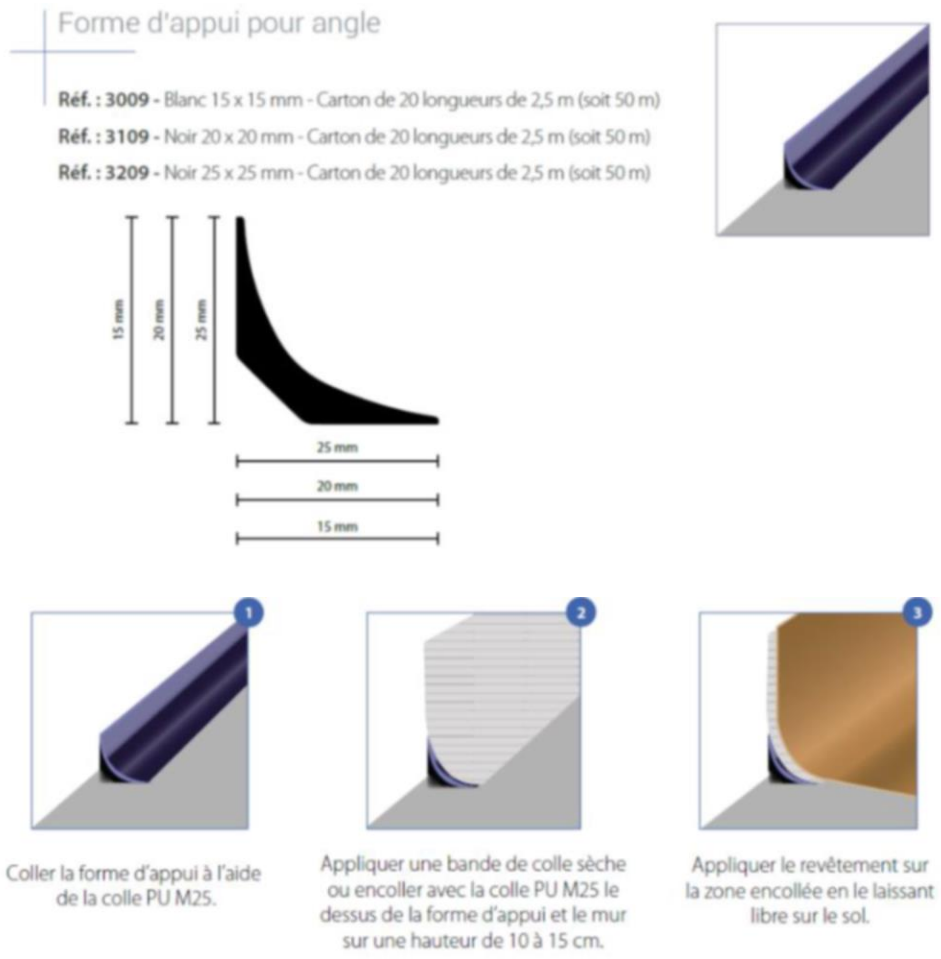 Forme d'appui pour angle
Réf. : 3009 - Blanc 15 x 15 mm - Carton de 20 longueurs de 2,5 m (soit 50 m)
Réf. : 3109 - Noir 20 x 20 mm - Carton de 20 longueurs de 2,5 m (soit 50 m)
Réf. : 3209 - Noir 25 x 25 mm - Carton de 20 longueurs de 2,5 m (soit 50 m)
15 mm
20 mm
25 mm
25 mm
20 mm
15 mm
1
2
3
Coller la forme d'appui à l'aide
de la colle PU M25.
Appliquer une bande de colle sèche
ou encoller avec la colle PU M25 le
dessus de la forme d'appui et le mur
sur une hauteur de 10 à 15 cm.
Appliquer le revêtement sur
la zone encollée en le laissant
libre sur le sol.